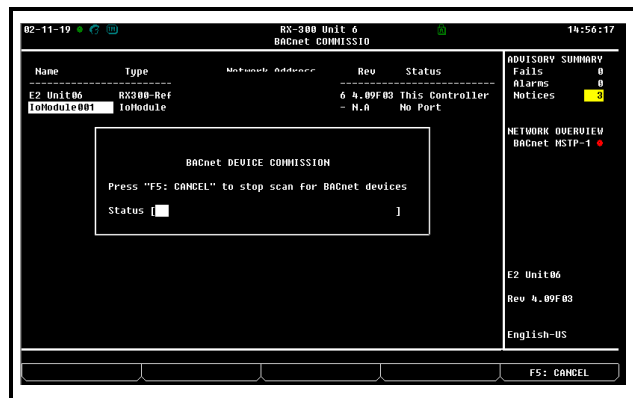 02-11-19 RX-300 Unit 6 14:56:17
BACnet COMMISSIO
ADVISORY SUMMARY
Fails 0
Alarms 0
Notices 3
NETWORK OVERVIEW
BACnet MSTP-1
Name Type Network Address Rev Status
E2 Unit06 RX300-Ref 6 4.09F03 This Controller
IoModule001 IoModule - N.A No Port
BACnet DEVICE COMMISSION
Press "F5: CANCEL" to stop scan for BACnet devices
Status [ ]
E2 Unit06
Rev 4.09F03
English-US
F5: CANCEL